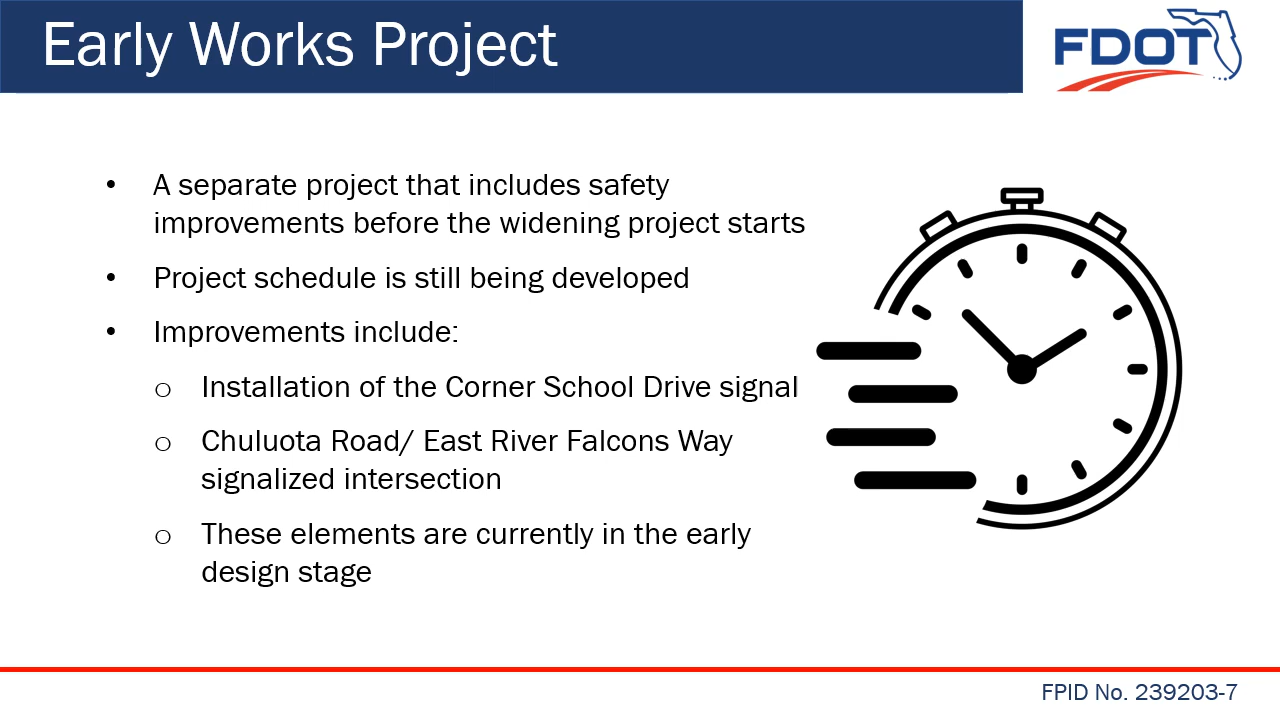 Early Works Project
FDOT
• A separate project that includes safety
improvements before the widening project starts
• Project schedule is still being developed
• Improvements include:
o Installation of the Corner School Drive signal
o Chuluota Road/ East River Falcons Way
signalized intersection
o These elements are currently in the early
design stage
FPID No. 239203-7